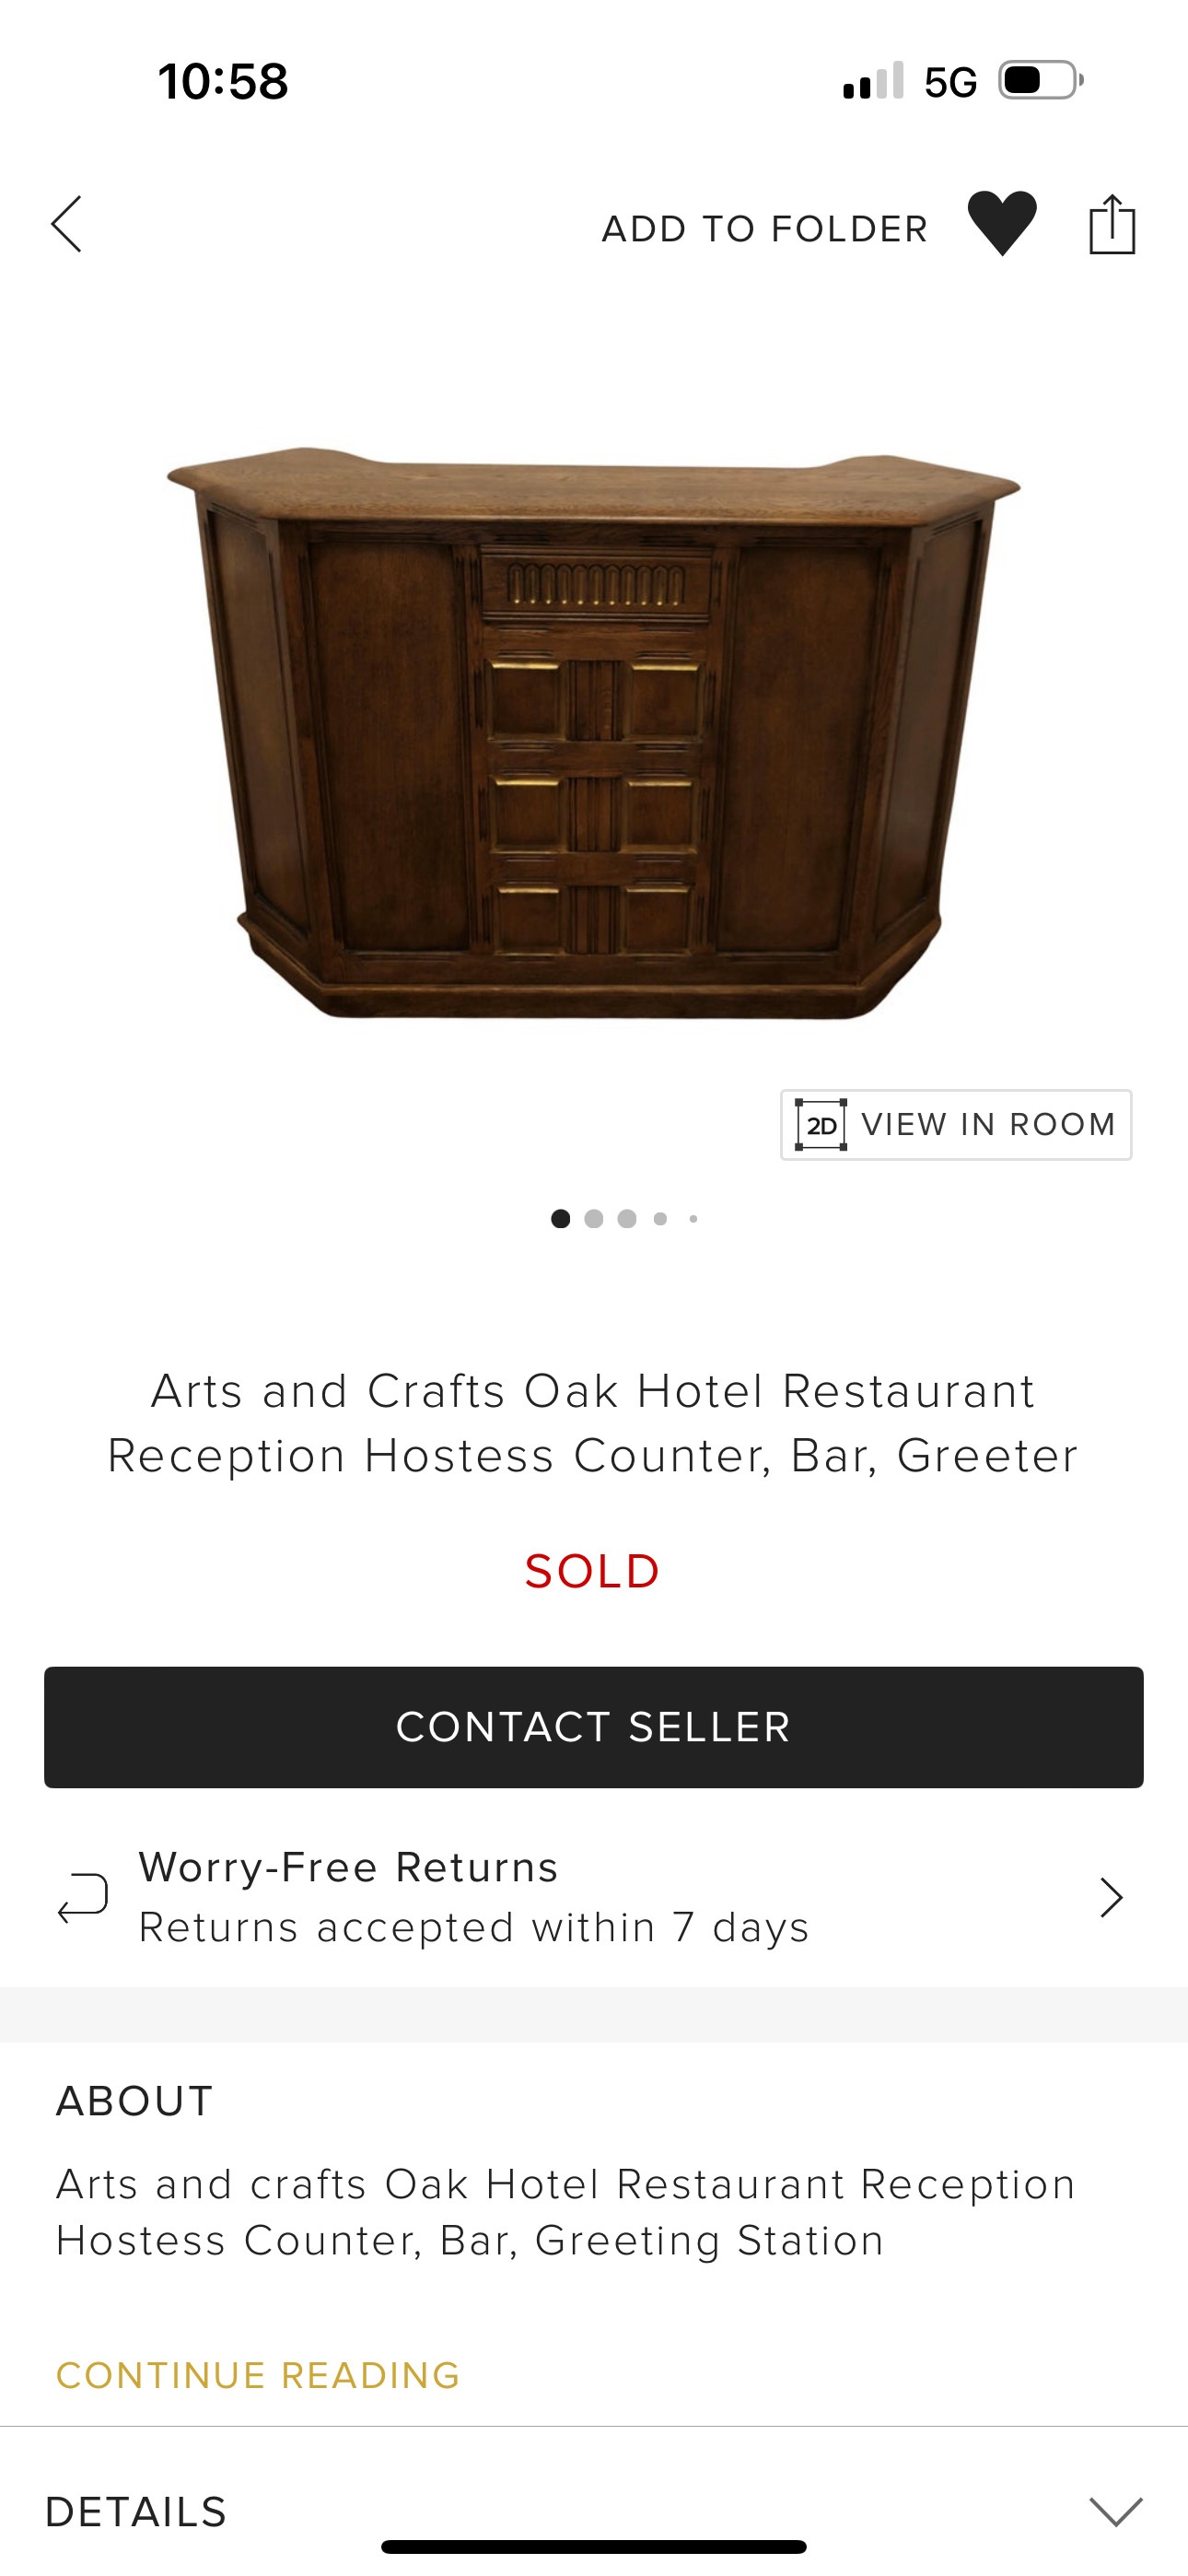 10:58
5G
ADD TO FOLDER
2D VIEW IN ROOM
Arts and Crafts Oak Hotel Restaurant
Reception Hostess Counter, Bar, Greeter
SOLD
CONTACT SELLER
Worry-Free Returns
Returns accepted within 7 days
ABOUT
Arts and crafts Oak Hotel Restaurant Reception
Hostess Counter, Bar, Greeting Station
CONTINUE READING
DETAILS